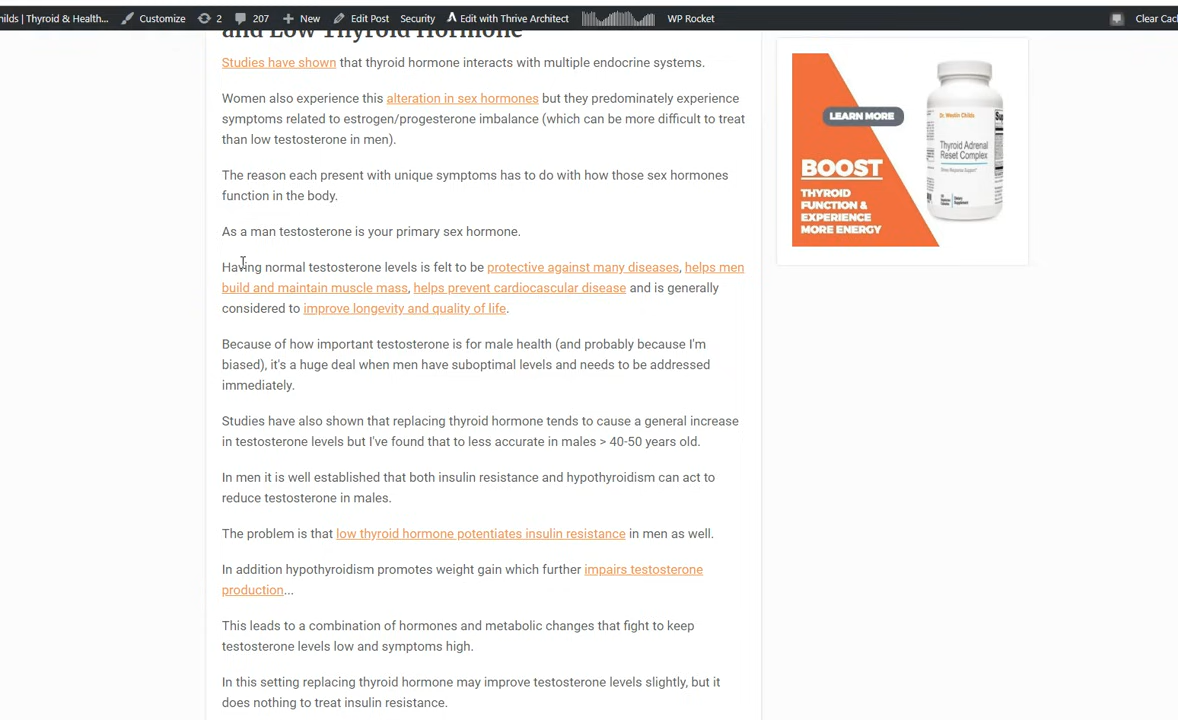 hilds | Thyroid & Health...
Customize
2
207
New
Edit Post
Security
Edit with Thrive Architect
WP Rocket
Clear Cac
and Low Thyroid Hormone
Studies have shown that thyroid hormone interacts with multiple endocrine systems.
Women also experience this alteration in sex hormones but they predominately experience
symptoms related to estrogen/progesterone imbalance (which can be more difficult to treat
than low testosterone in men).
The reason each present with unique symptoms has to do with how those sex hormones
function in the body.
As a man testosterone is your primary sex hormone.
Having normal testosterone levels is felt to be protective against many diseases, helps men
build and maintain muscle mass, helps prevent cardiocascular disease and is generally
considered to improve longevity and quality of life.
Because of how important testosterone is for male health (and probably because I'm
biased), it's a huge deal when men have suboptimal levels and needs to be addressed
immediately.
Studies have also shown that replacing thyroid hormone tends to cause a general increase
in testosterone levels but I've found that to less accurate in males > 40-50 years old.
In men it is well established that both insulin resistance and hypothyroidism can act to
reduce testosterone in males.
The problem is that low thyroid hormone potentiates insulin resistance in men as well.
In addition hypothyroidism promotes weight gain which further impairs testosterone
production...
This leads to a combination of hormones and metabolic changes that fight to keep
testosterone levels low and symptoms high.
In this setting replacing thyroid hormone may improve testosterone levels slightly, but it
does nothing to treat insulin resistance.
LEARN MORE
BOOST
THYROID
FUNCTION &
EXPERIENCE
MORE ENERGY
Dr. Westin Childs
Thyroid Adrenal
Reset Complex